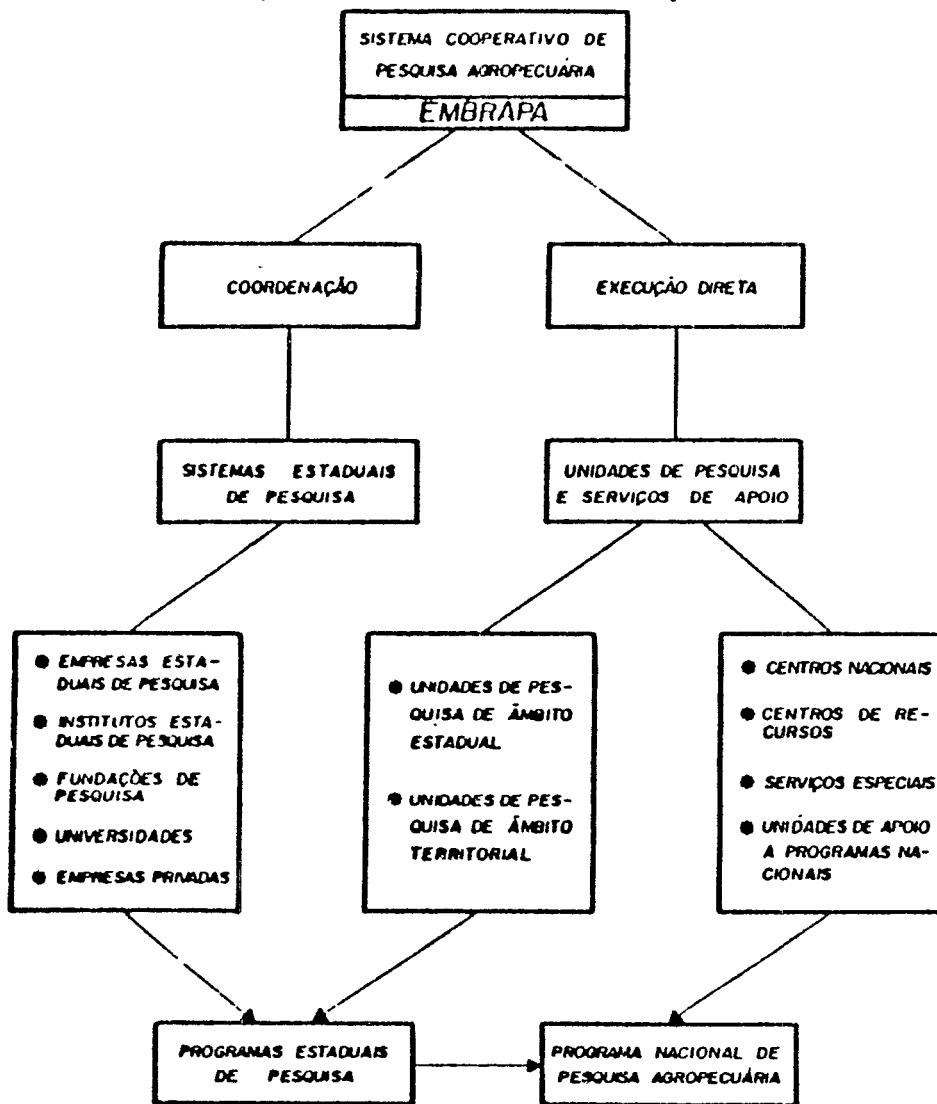 SISTEMA COOPERATIVO DE
PESQUISA AGROPECUÁRIA
EMBRAPA
COORDENAÇÃO
EXECUÇÃO DIRETA
SISTEMAS ESTADUAIS
DE PESQUISA
UNIDADES DE PESQUISA
E SERVIÇOS DE APOIO
● EMPRESAS ESTA-
DUAIS DE PESQUISA
● INSTITUTOS ESTA-
DUAIS DE PESQUISA
● FUNDAÇÕES DE
PESQUISA
● UNIVERSIDADES
● EMPRESAS PRIVADAS
● UNIDADES DE PES-
QUISA DE ÂMBITO
ESTADUAL
● UNIDADES DE PES-
QUISA DE ÂMBITO
TERRITORIAL
● CENTROS NACIONAIS
● CENTROS DE RE-
CURSOS
● SERVIÇOS ESPECIAIS
● UNIDADES DE APOIO
A PROGRAMAS NA-
CIONAIS
PROGRAMAS ESTADUAIS
DE PESQUISA
PROGRAMA NACIONAL DE
PESQUISA AGROPECUÁRIA